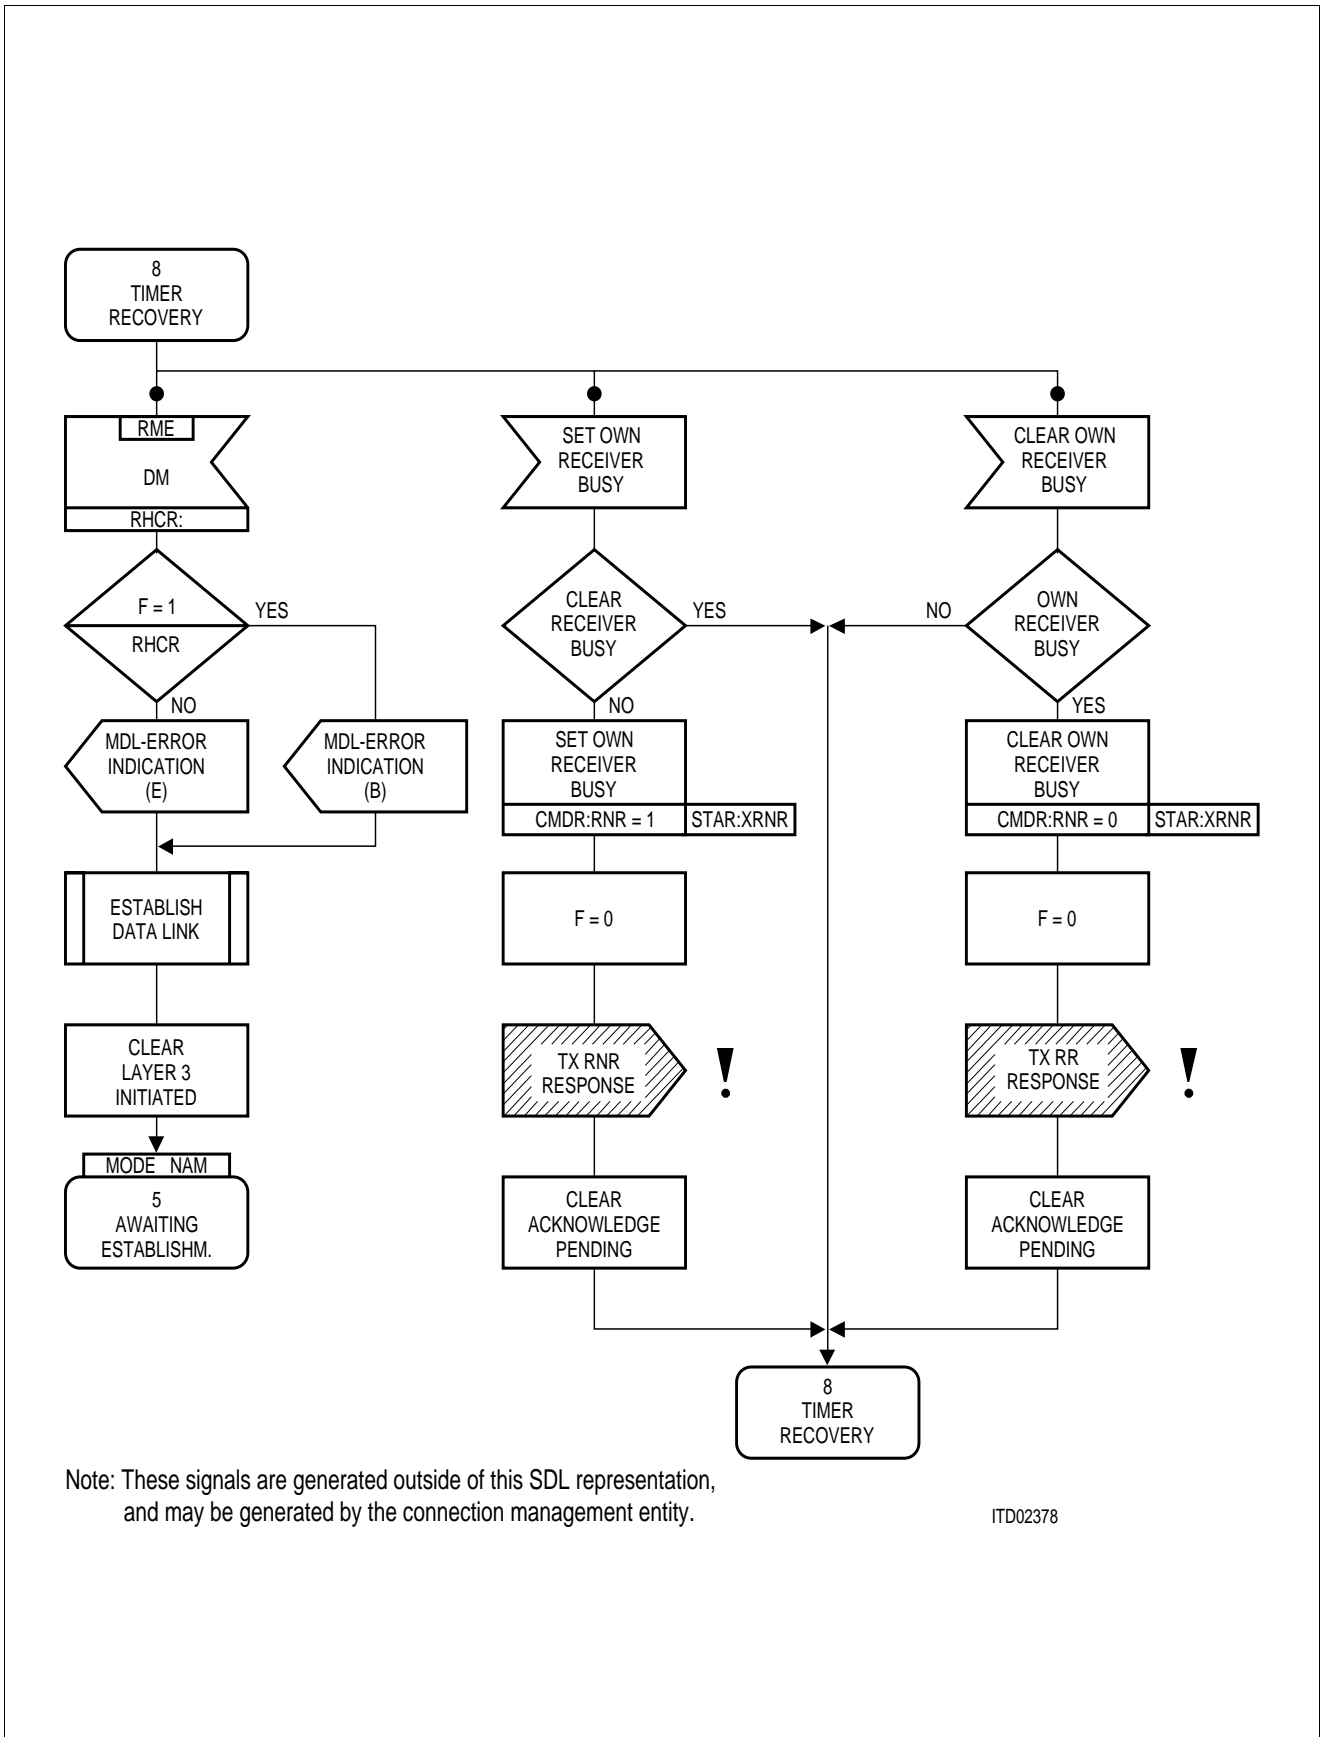 8
TIMER
RECOVERY
RME
DM
RHCR:
F = 1
RHCR
YES
NO
MDL-ERROR
INDICATION
(E)
MDL-ERROR
INDICATION
(B)
ESTABLISH
DATA LINK
CLEAR
LAYER 3
INITIATED
MODE NAM
5
AWAITING
ESTABLISHM.
SET OWN
RECEIVER
BUSY
CLEAR
RECEIVER
BUSY
YES
NO
SET OWN
RECEIVER
BUSY
CMDR:RNR = 1
STAR:XRNR
F = 0
TX RNR
RESPONSE
!
CLEAR
ACKNOWLEDGE
PENDING
CLEAR OWN
RECEIVER
BUSY
NO
OWN
RECEIVER
BUSY
YES
CLEAR OWN
RECEIVER
BUSY
CMDR:RNR = 0
STAR:XRNR
F = 0
TX RR
RESPONSE
!
CLEAR
ACKNOWLEDGE
PENDING
8
TIMER
RECOVERY
Note: These signals are generated outside of this SDL representation,
and may be generated by the connection management entity.
ITD02378